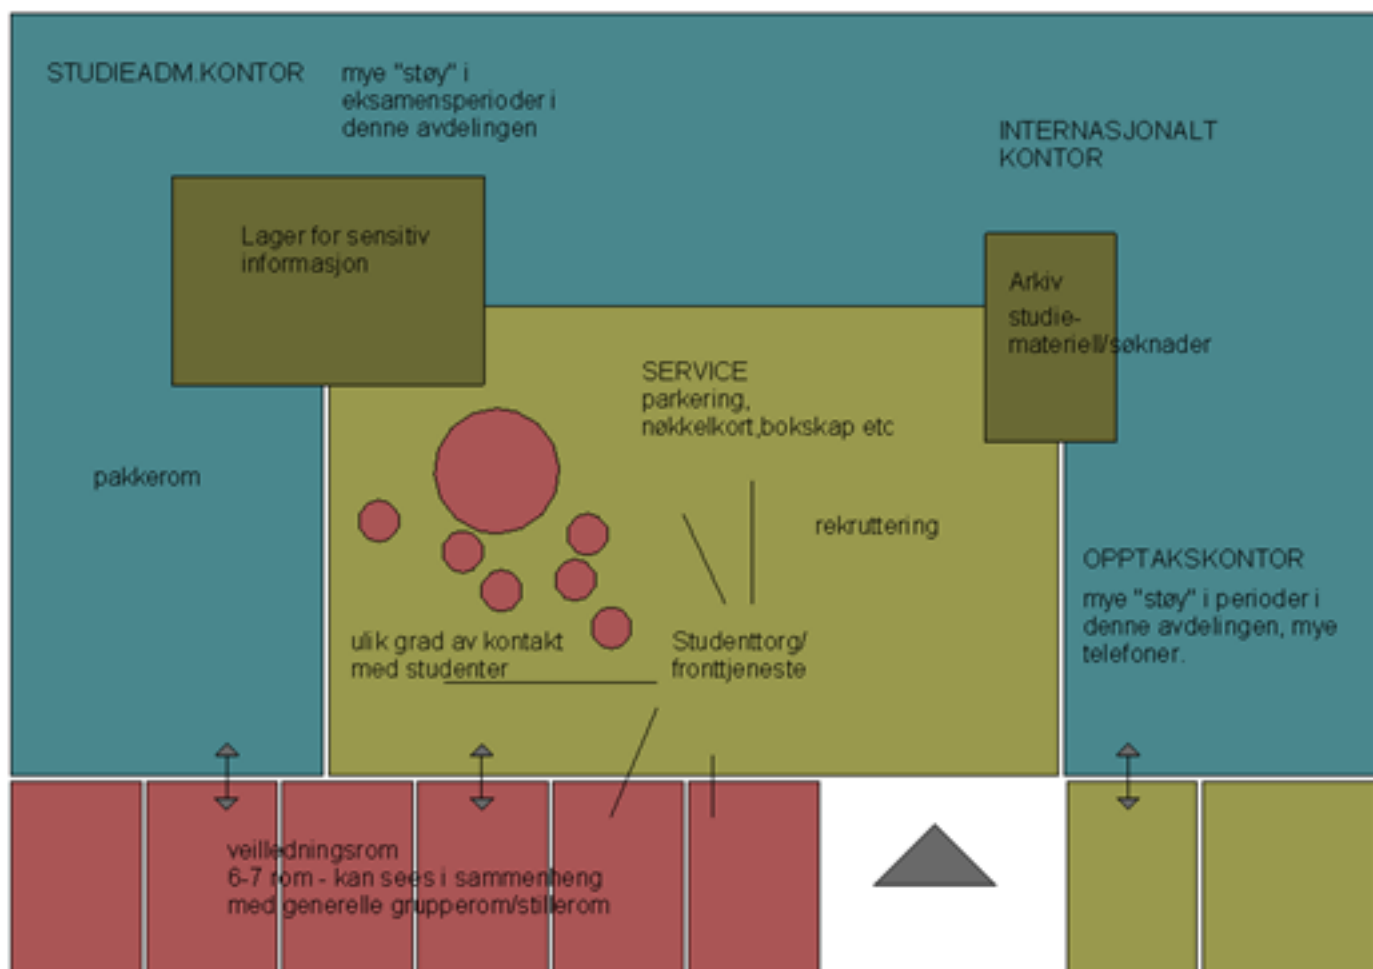 STUDIEADM.KONTOR
mye "støy" i
eksamensperioder i
denne avdelingen
INTERNASJONALT
KONTOR
Lager for sensitiv
informasjon
Arkiv
studie-
materiell/søknader
SERVICE
parkering,
nøkkelkort,bokskap etc
pakkerom
rekruttering
OPPTAKSKONTOR
mye "støy" i perioder i
denne avdelingen, mye
telefoner.
ulik grad av kontakt
med studenter
Studenttorg/
fronttjeneste
veilledningsrom
6-7 rom - kan sees i sammenheng
med generelle grupperom/stillerom